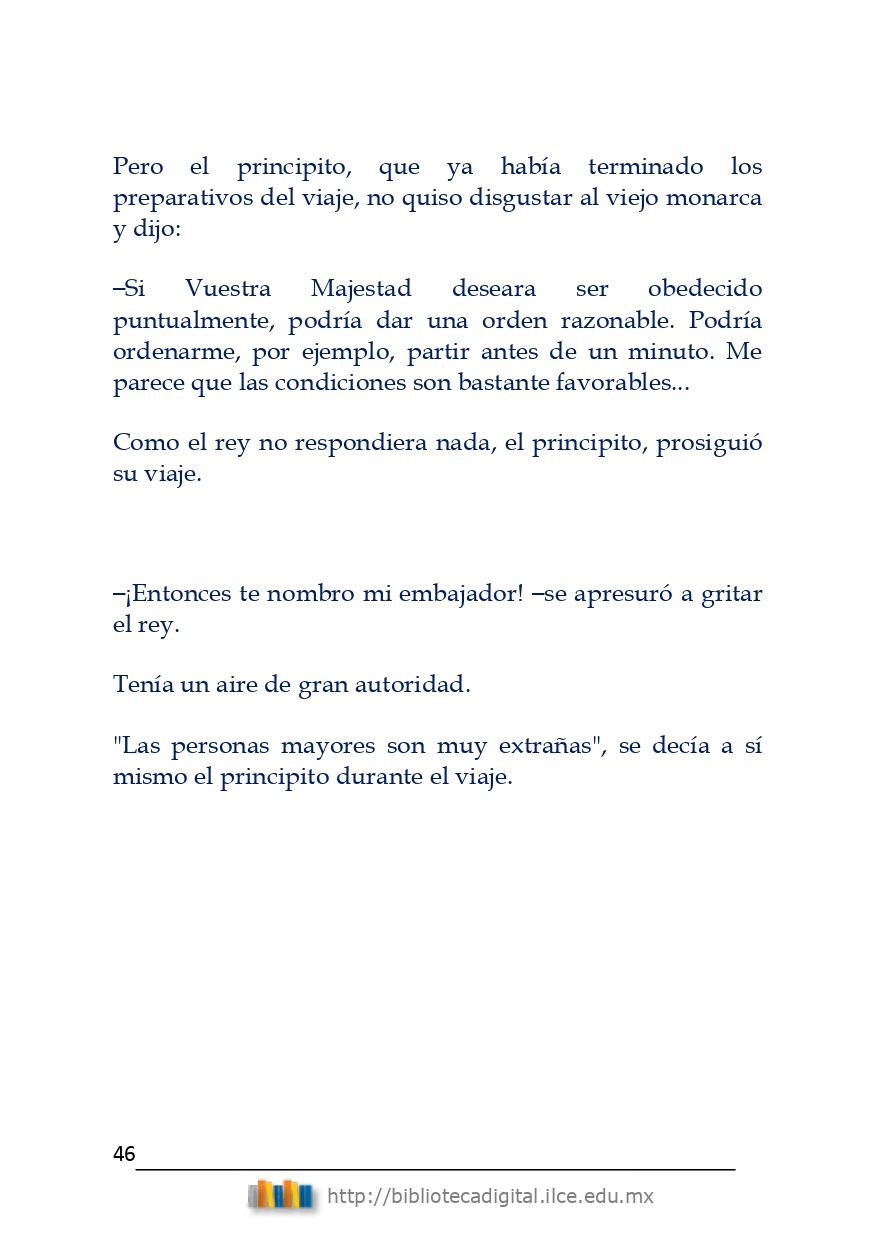 Pero el principito, que ya había terminado los
preparativos del viaje, no quiso disgustar al viejo monarca
y dijo:
–Si Vuestra Majestad deseara ser obedecido
puntualmente, podría dar una orden razonable. Podría
ordenarme, por ejemplo, partir antes de un minuto. Me
parece que las condiciones son bastante favorables...
Como el rey no respondiera nada, el principito, prosiguió
su viaje.
–¡Entonces te nombro mi embajador! –se apresuró a gritar
el rey.
Tenía un aire de gran autoridad.
"Las personas mayores son muy extrañas", se decía a sí
mismo el principito durante el viaje.
46
http://bibliotecadigital.ilce.edu.mx